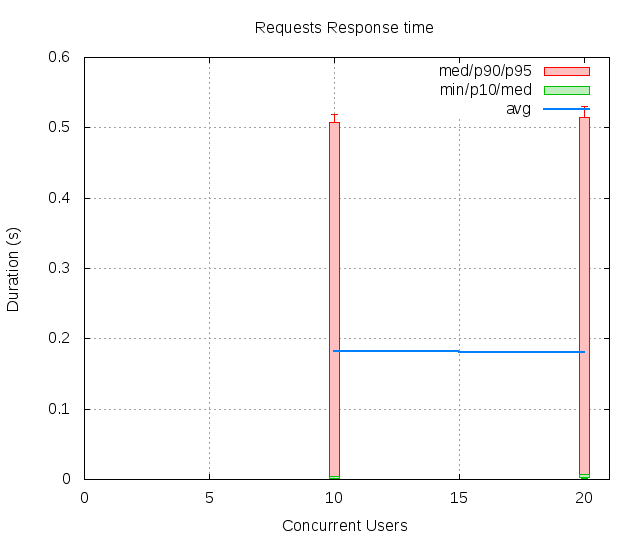 Requests Response time
med/p90/p95
min/p10/med
avg
0.6
0.5
0.4
0.3
0.2
0.1
0
Duration (s)
0 5 10 15 20
Concurrent Users